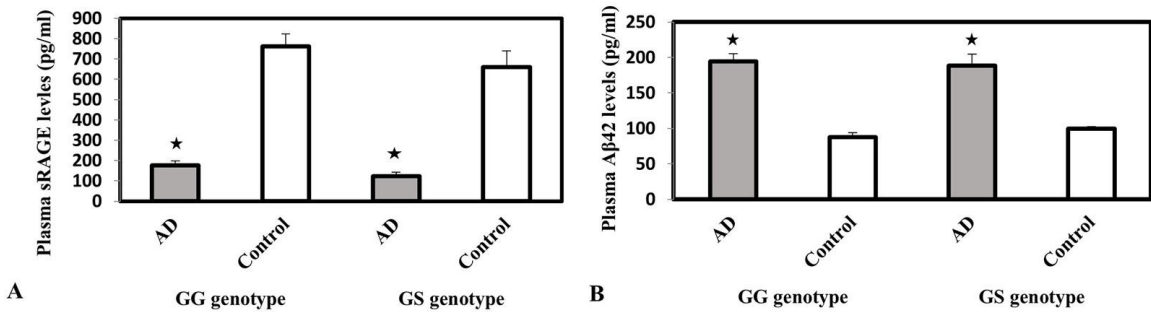 Plasma sRAGE levles (pg/ml)
900
800
700
600
500
400
300
200
100
0
★
★
AD
Control
AD
Control
GG genotype
GS genotype
A
Plasma Aβ42 levels (pg/ml)
250
200
150
100
50
0
★
★
AD
Control
AD
Control
GG genotype
GS genotype
B